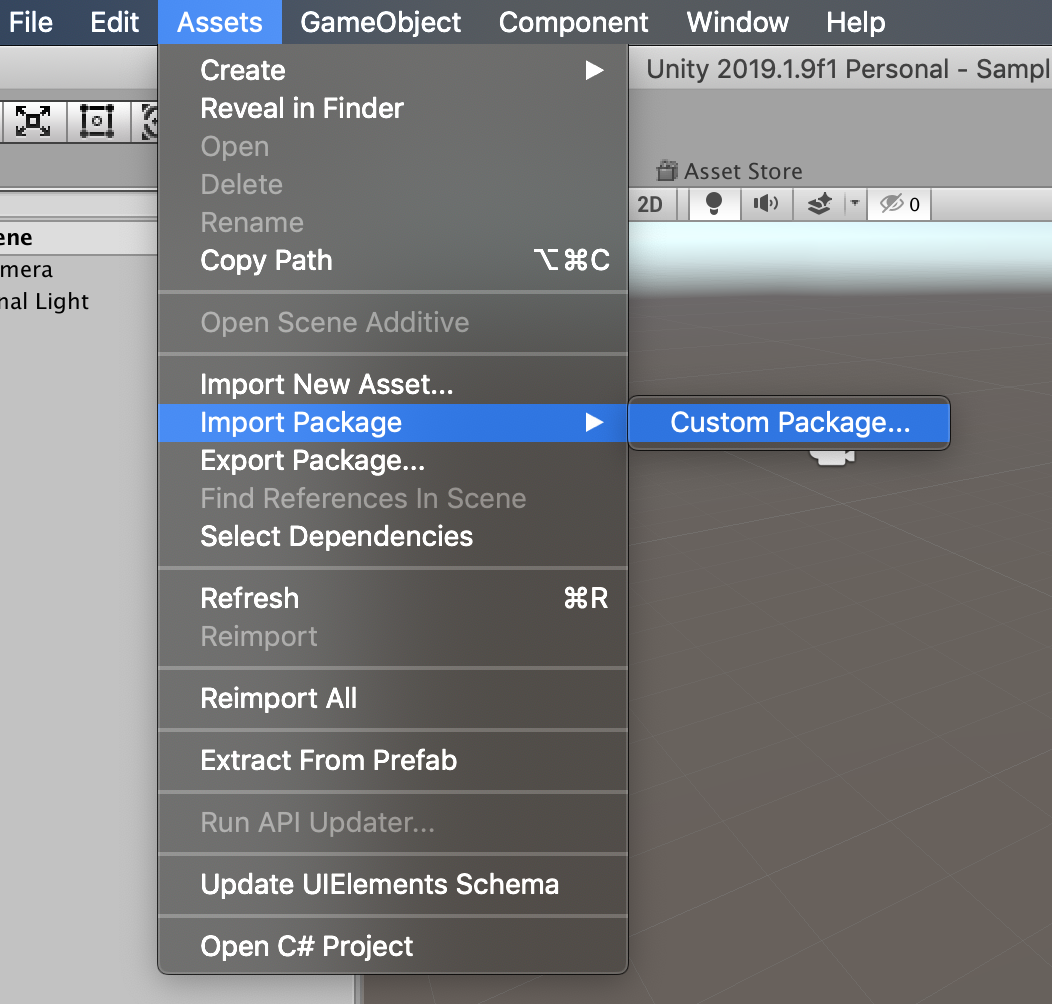 File Edit Assets GameObject Component Window Help
Unity 2019.1.9f1 Personal - Sampl
Create
Reveal in Finder
Open
Delete
Rename
Copy Path ⌥⌘C
Open Scene Additive
Import New Asset...
Import Package
Custom Package...
Export Package...
Find References In Scene
Select Dependencies
Refresh ⌘R
Reimport
Reimport All
Extract From Prefab
Run API Updater...
Update UIElements Schema
Open C# Project
Asset Store
2D 0
ene
mera
nal Light